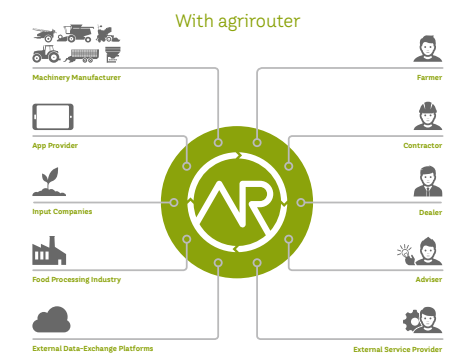 With agrirouter
Machinery Manufacturer
Farmer
App Provider
Contractor
AR
Input Companies
Dealer
Food Processing Industry
Adviser
External Data-Exchange Platforms
External Service Provider